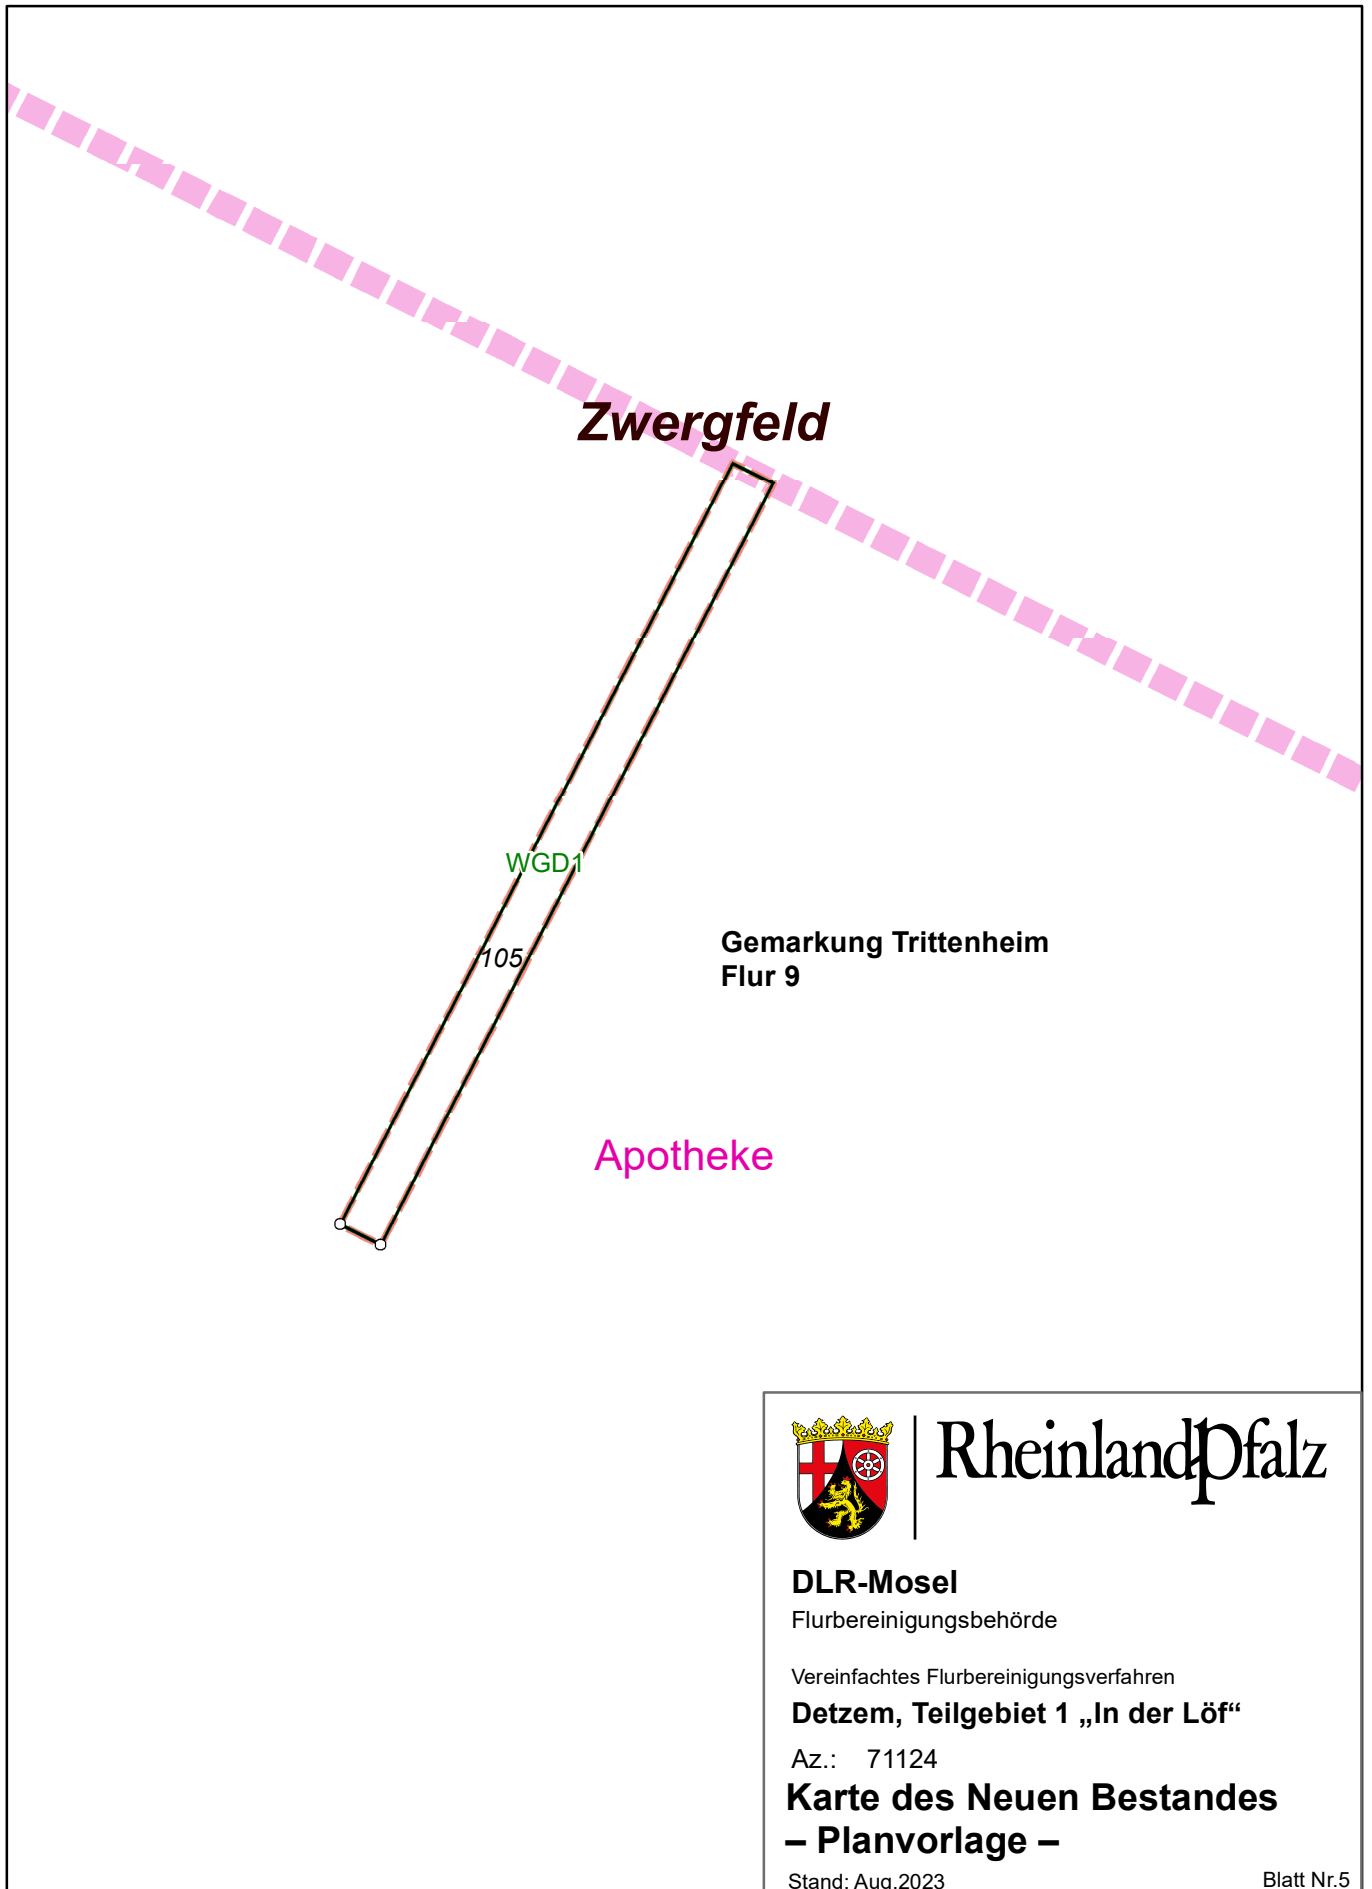 Zwergfeld
WGD1
105
Gemarkung Trittenheim
Flur 9
Apotheke
RheinlandPfalz
DLR-Mosel
Flurbereinigungsbehörde
Vereinfachtes Flurbereinigungsverfahren
Detzem, Teilgebiet 1 „In der Löf“
Az.: 71124
Karte des Neuen Bestandes
– Planvorlage –
Stand: Aug.2023 Blatt Nr.5